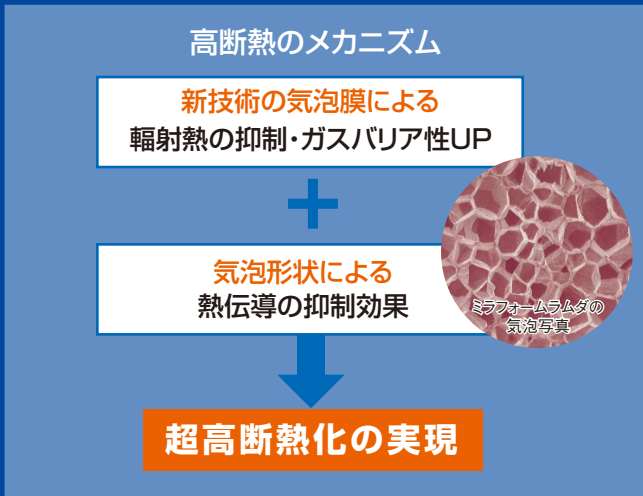 高断熱のメカニズム
新技術の気泡膜による
輻射熱の抑制・ガスバリア性UP
+
気泡形状による
熱伝導の抑制効果
ミラフォームラムダの
気泡写真
超高断熱化の実現